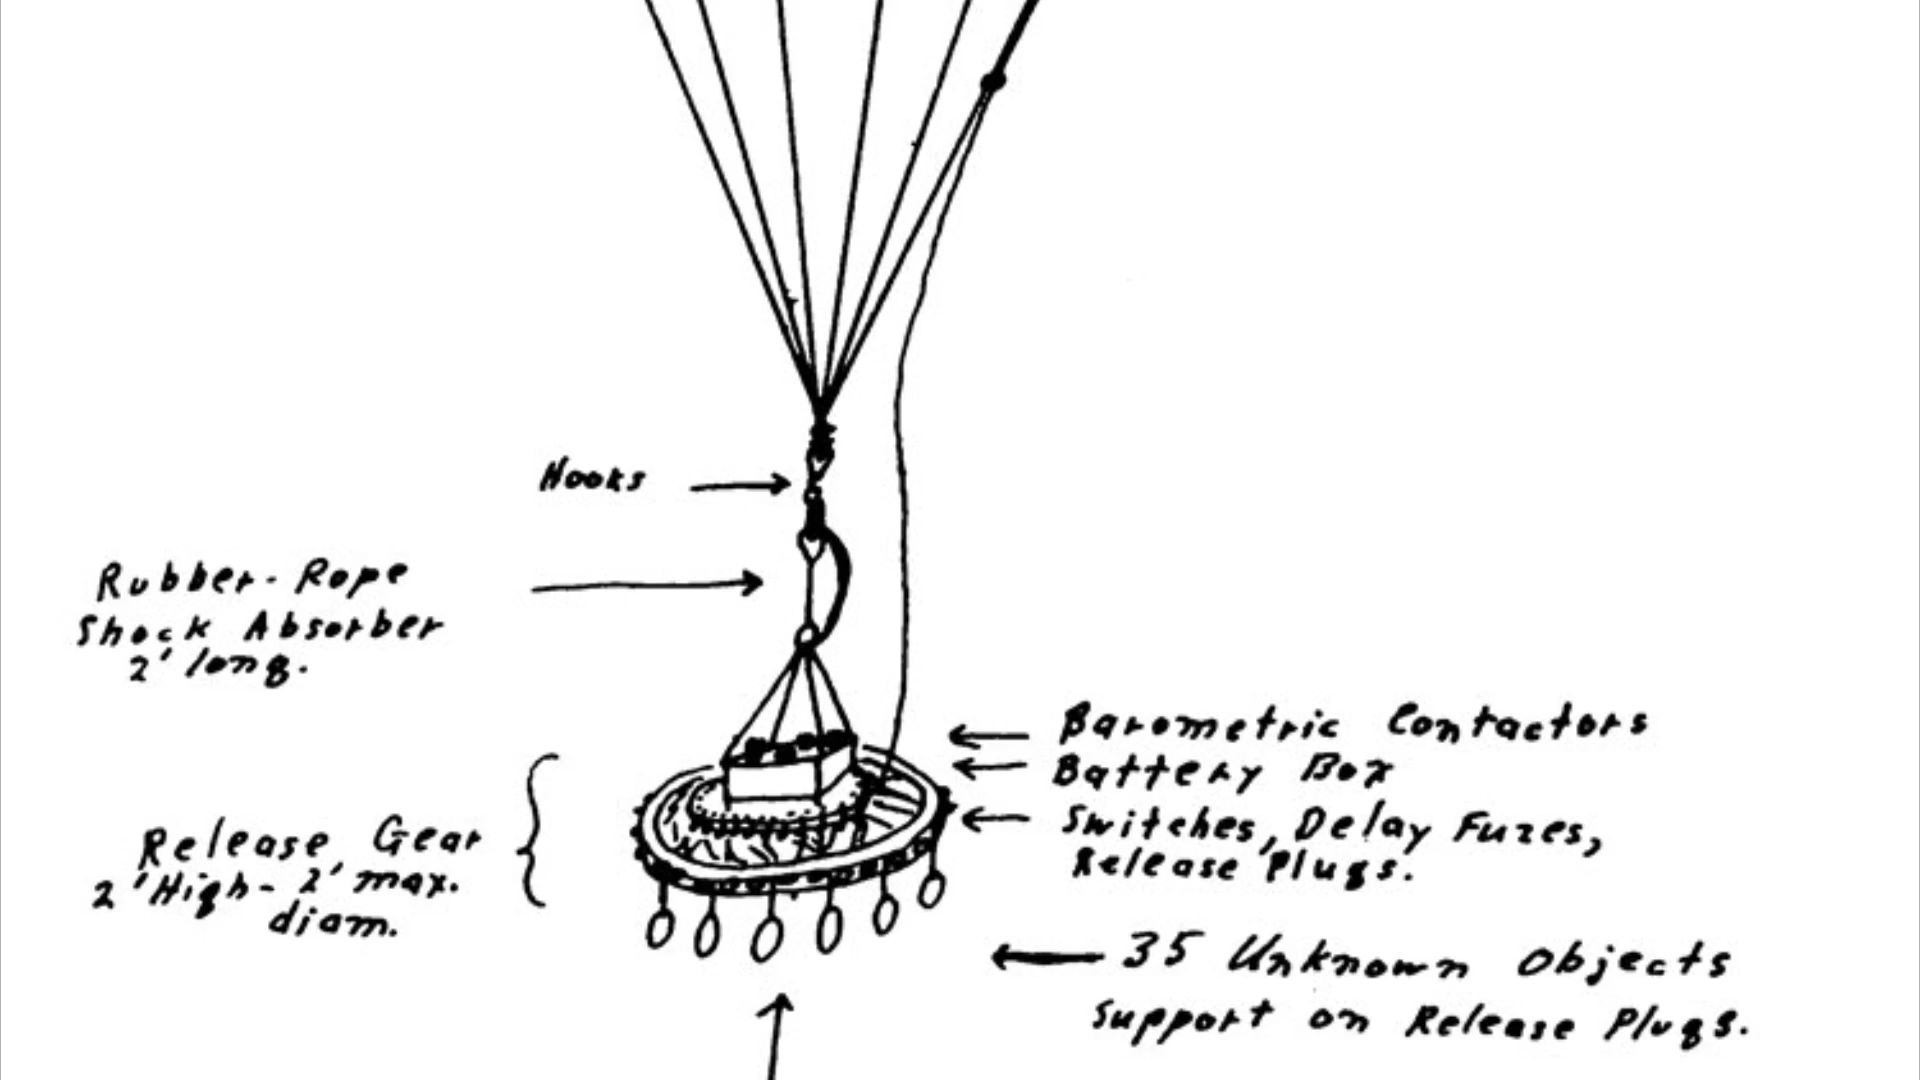 Hooks
Rubber-Rope
Shock Absorber
2' long.
Barometric Contactors
Battery Box
Switches, Delay Fuzes,
Release Plugs.
Release Gear
2' High - 2' max.
diam.
35 Unknown Objects
Support on Release Plugs.